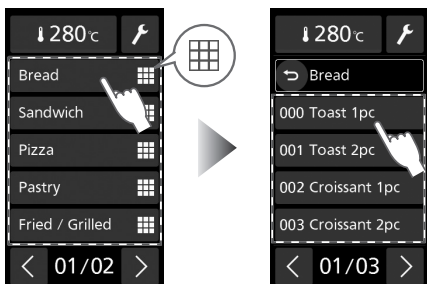 280°C
Bread
Sandwich
Pizza
Pastry
Fried / Grilled
01/02
280°C
Bread
000 Toast 1pc
001 Toast 2pc
002 Croissant 1pc
003 Croissant 2pc
01/03